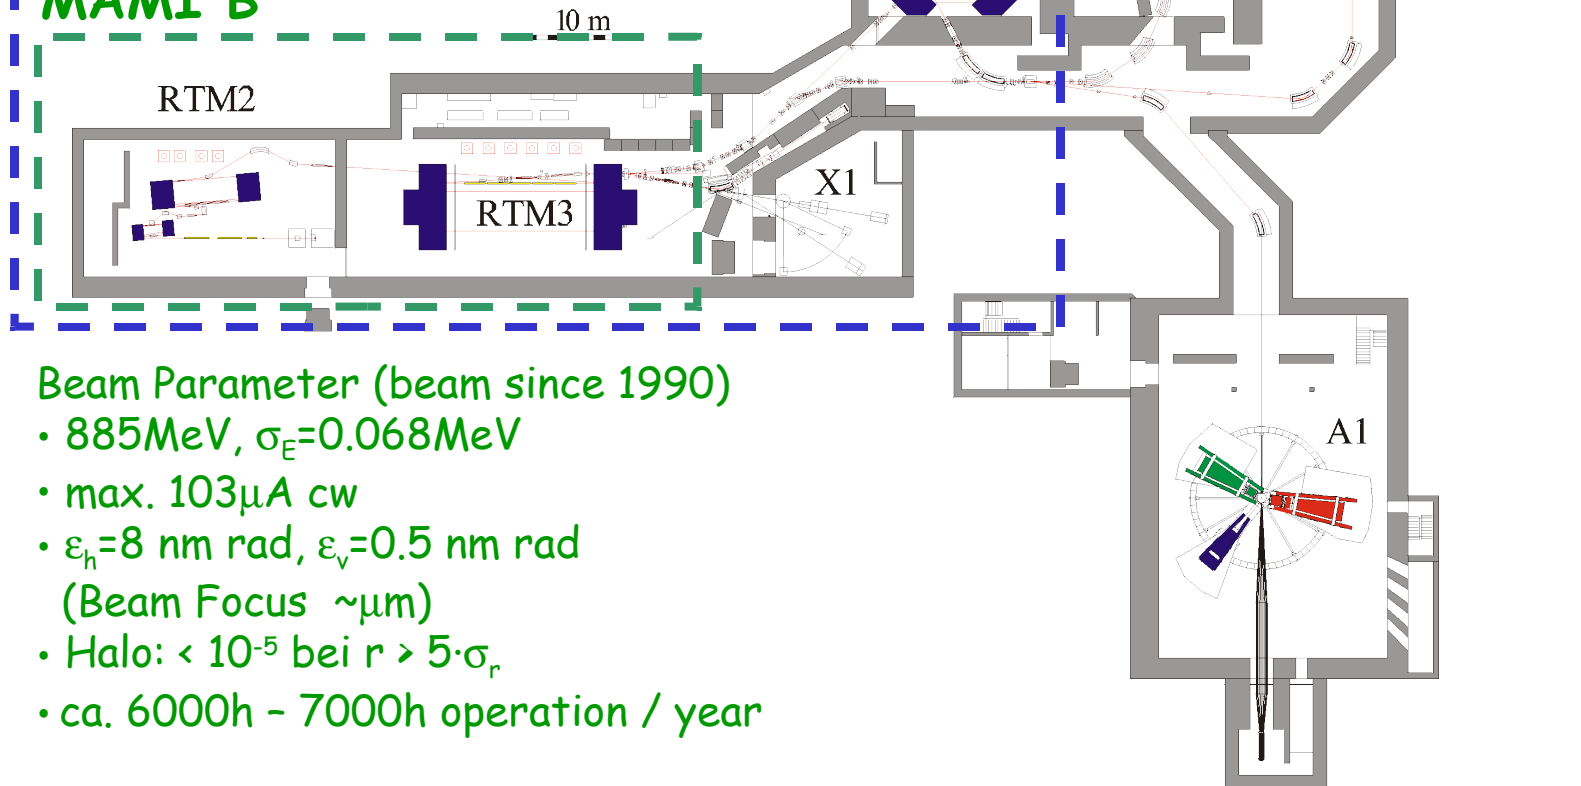 MAMI B
10 m
RTM2
X1
RTM3
A1
Beam Parameter (beam since 1990)
• 885MeV, σE=0.068MeV
• max. 103μA cw
• εh=8 nm rad, εv=0.5 nm rad
(Beam Focus ~μm)
• Halo: < 10-5 bei r > 5·σr
• ca. 6000h – 7000h operation / year